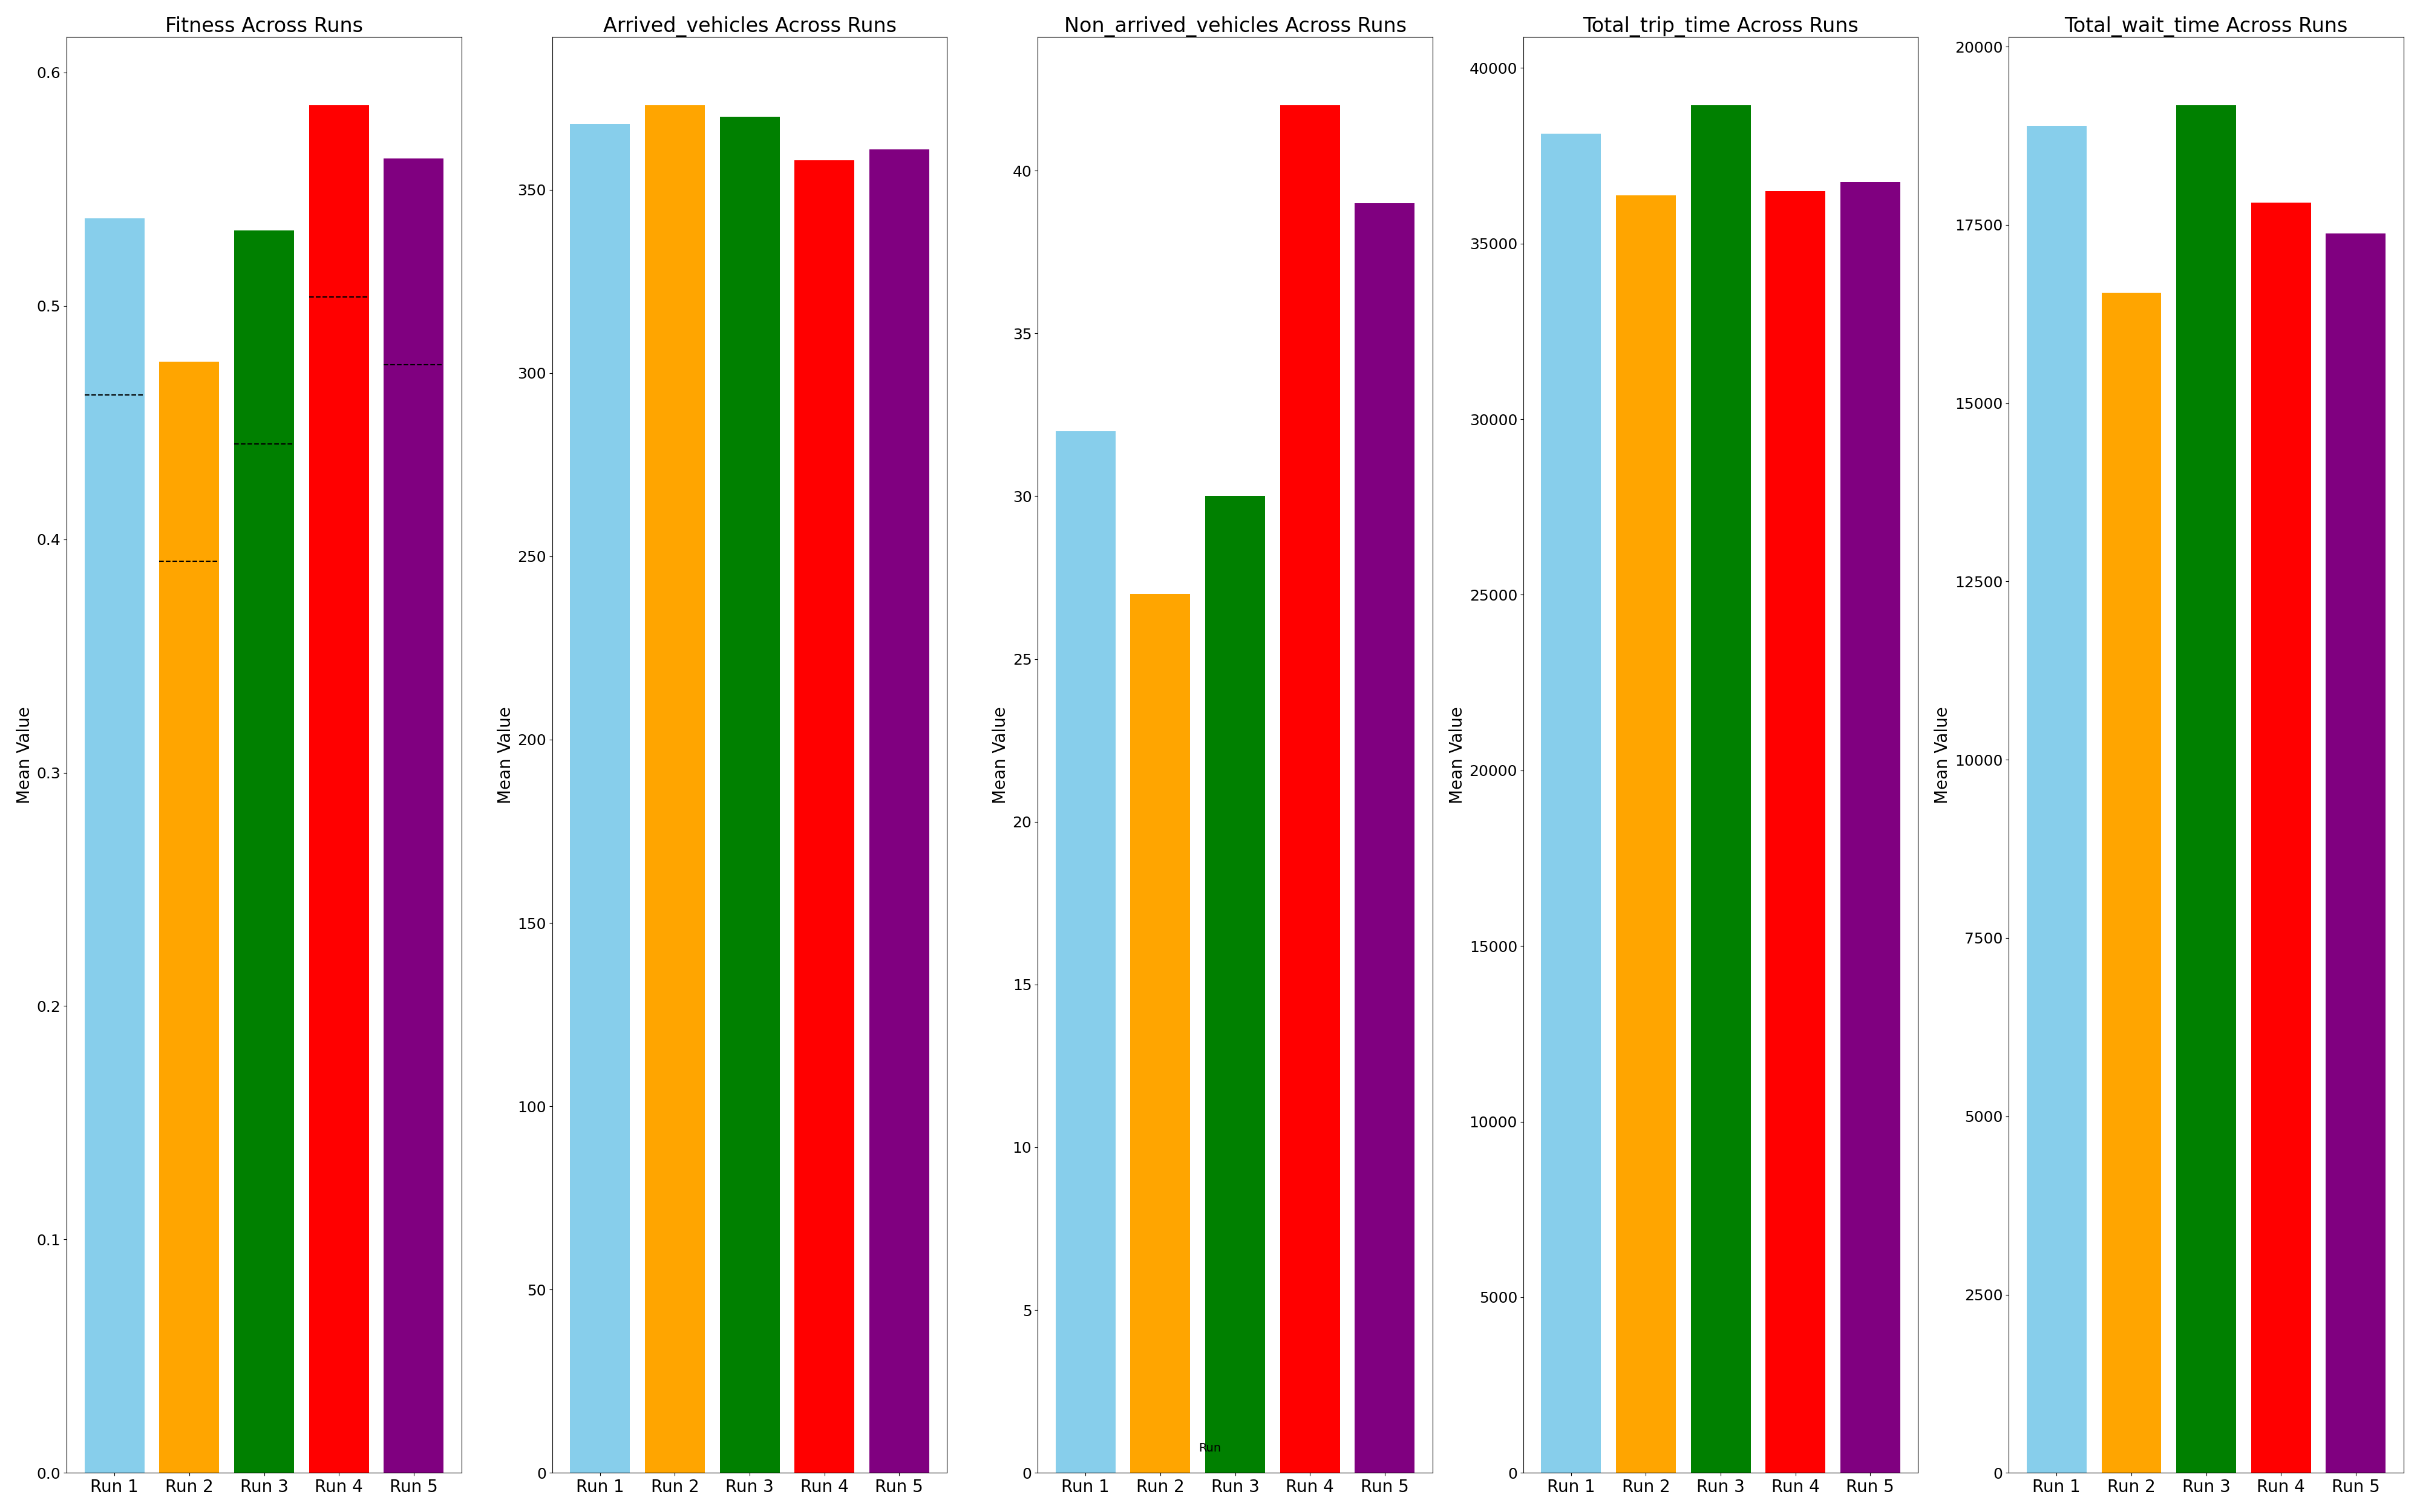 Fitness Across Runs
Mean Value
0.6
0.5
0.4
0.3
0.2
0.1
0.0
Run 1 Run 2 Run 3 Run 4 Run 5
Arrived_vehicles Across Runs
Mean Value
350
300
250
200
150
100
50
0
Run 1 Run 2 Run 3 Run 4 Run 5
Non_arrived_vehicles Across Runs
Mean Value
40
35
30
25
20
15
10
5
0
Run
Run 1 Run 2 Run 3 Run 4 Run 5
Total_trip_time Across Runs
Mean Value
40000
35000
30000
25000
20000
15000
10000
5000
0
Run 1 Run 2 Run 3 Run 4 Run 5
Total_wait_time Across Runs
Mean Value
20000
17500
15000
12500
10000
7500
5000
2500
0
Run 1 Run 2 Run 3 Run 4 Run 5